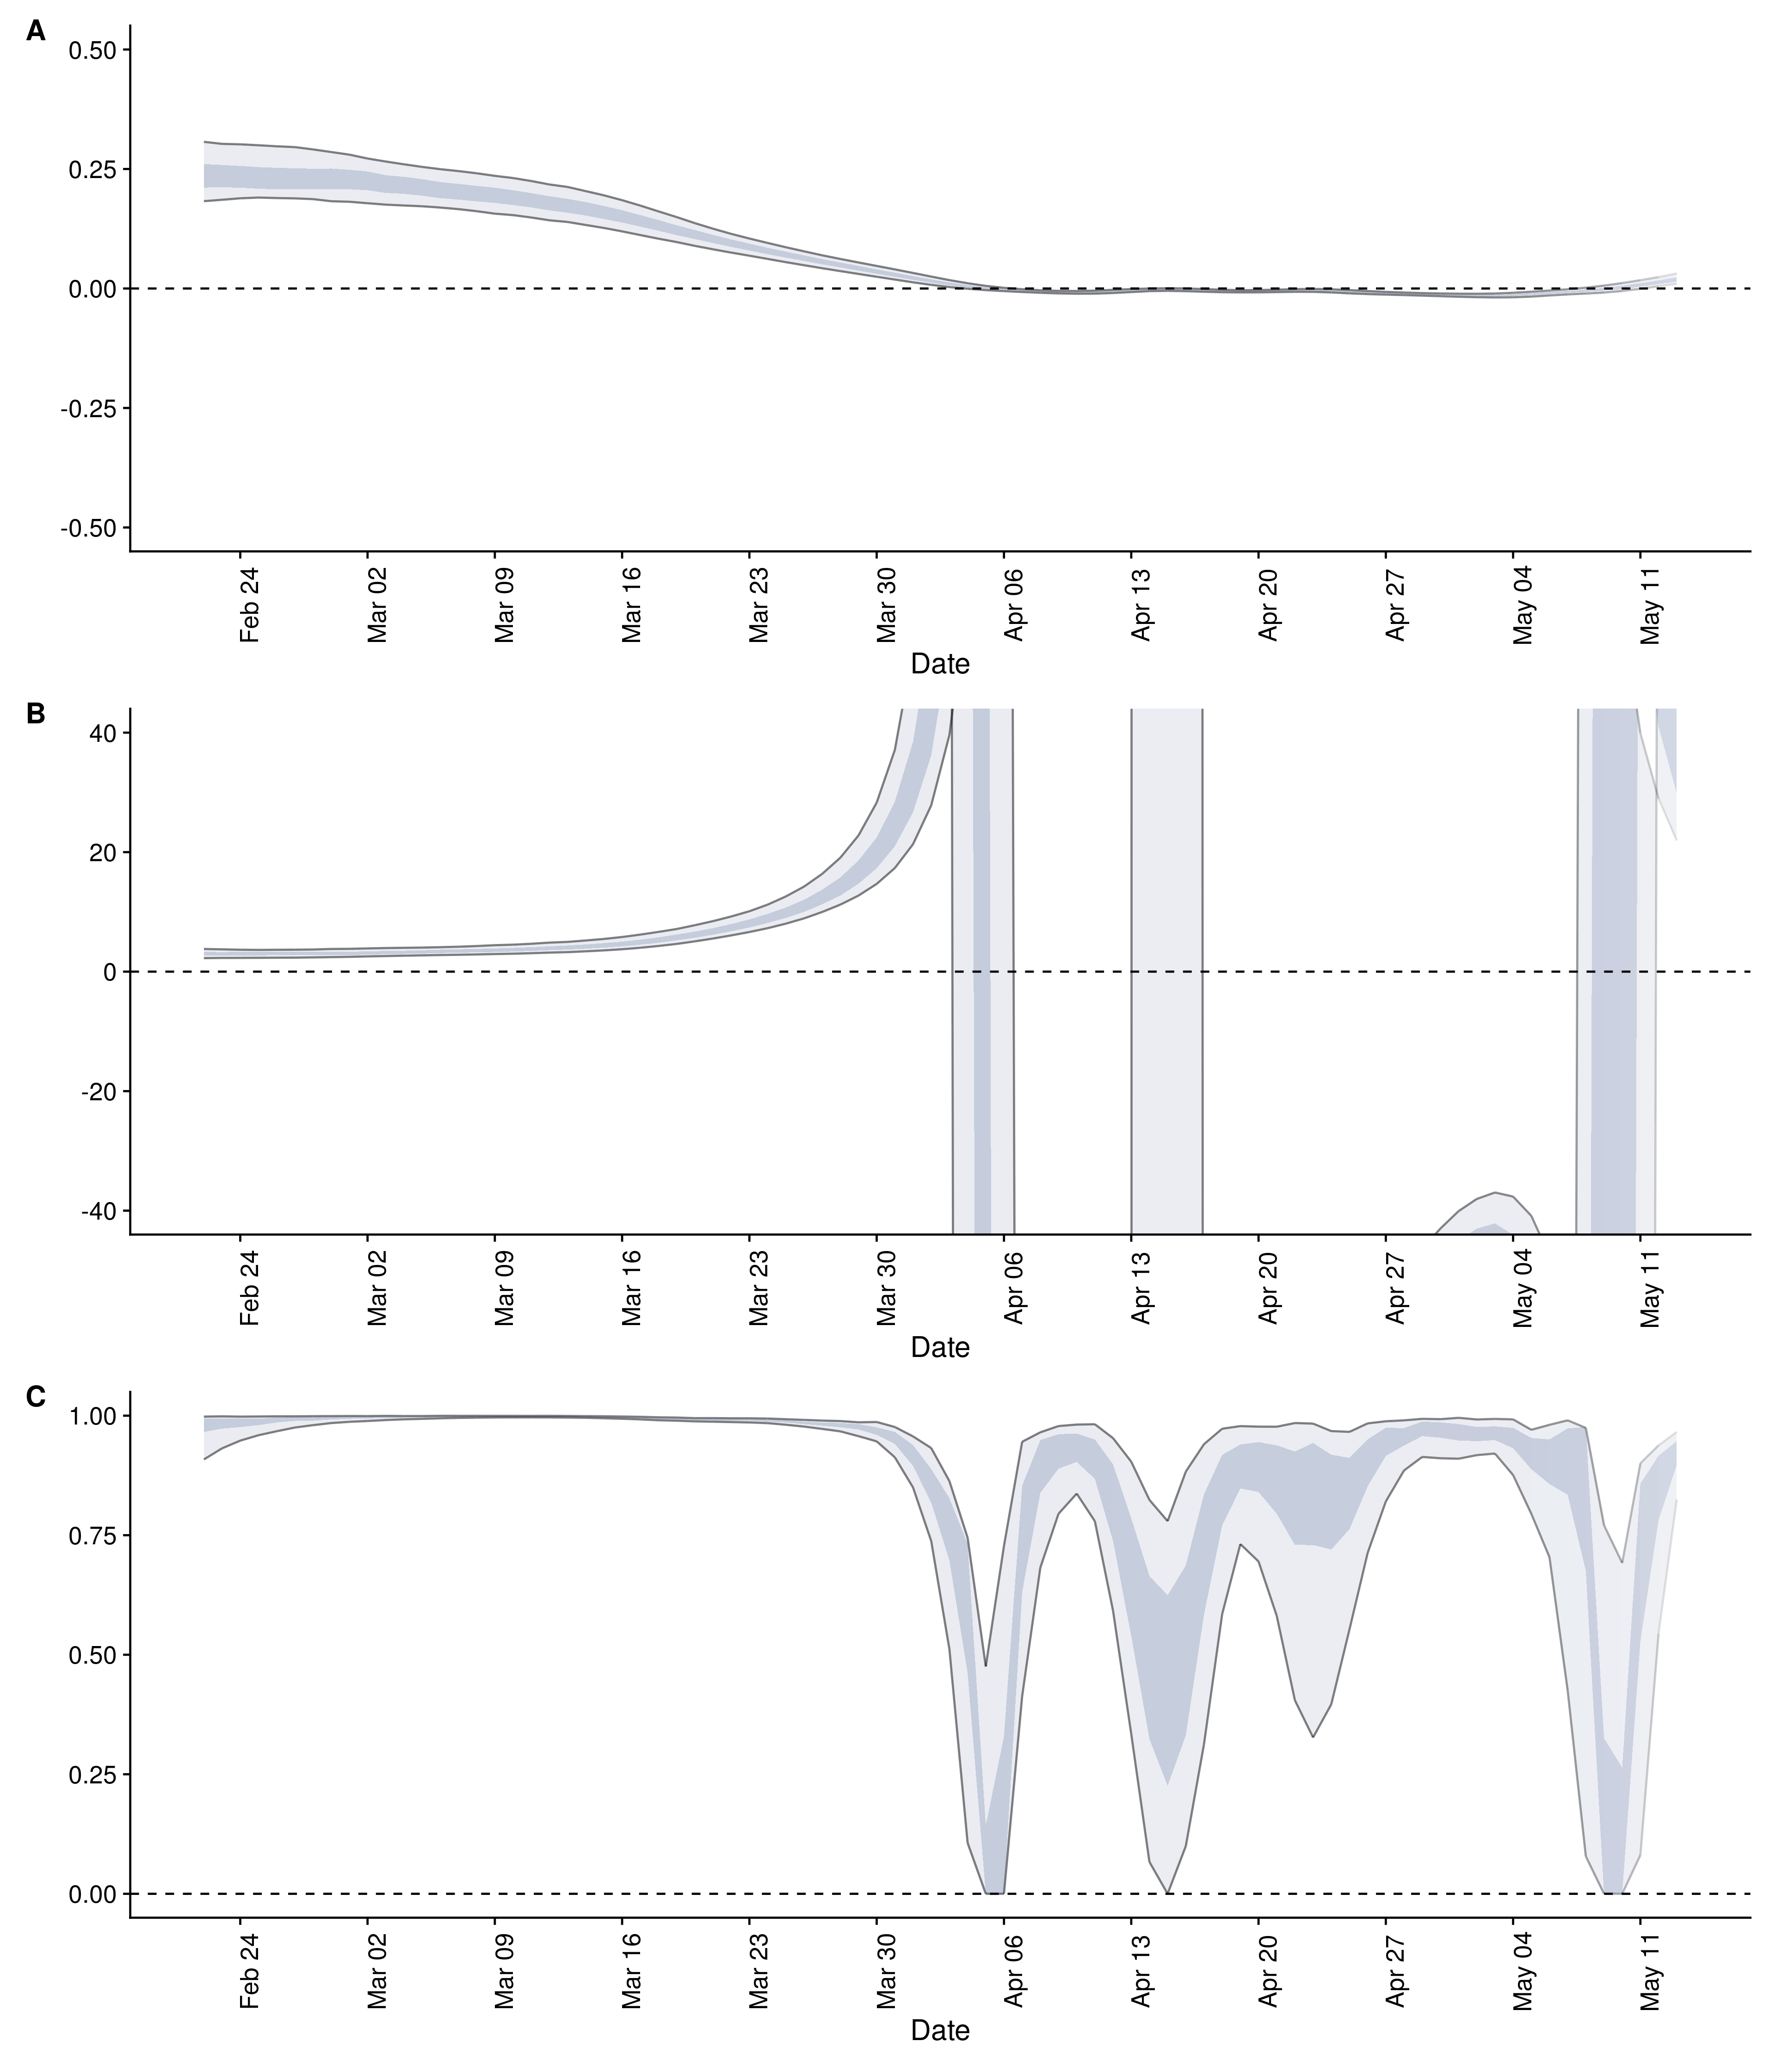 A
0.50
0.25
0.00
-0.25
-0.50
Feb 24
Mar 02
Mar 09
Mar 16
Mar 23
Mar 30
Apr 06
Apr 13
Apr 20
Apr 27
May 04
May 11
Date
B
40
20
0
-20
-40
Feb 24
Mar 02
Mar 09
Mar 16
Mar 23
Mar 30
Apr 06
Apr 13
Apr 20
Apr 27
May 04
May 11
Date
C
1.00
0.75
0.50
0.25
0.00
Feb 24
Mar 02
Mar 09
Mar 16
Mar 23
Mar 30
Apr 06
Apr 13
Apr 20
Apr 27
May 04
May 11
Date